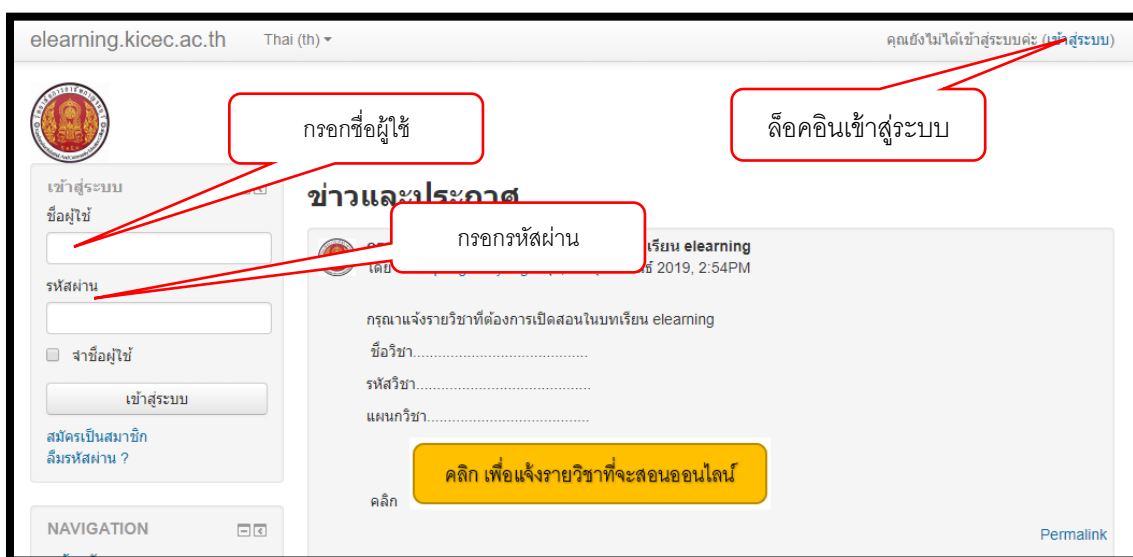 elearning.kicec.ac.th Thai (th) คุณยังไม่ได้เข้าสู่ระบบค่ะ (เข้าสู่ระบบ)
กรอกชื่อผู้ใช้
ล็อคอินเข้าสู่ระบบ
เข้าสู่ระบบ
ชื่อผู้ใช้
รหัสผ่าน
จำชื่อผู้ใช้
เข้าสู่ระบบ
สมัครเป็นสมาชิก
ลืมรหัสผ่าน ?
NAVIGATION
ข่าวและประกาศ
กรอกรหัสผ่าน
เรียน elearning
โดย 2019, 2:54PM
กรุณาแจ้งรายวิชาที่ต้องการเปิดสอนในบทเรียน elearning
ชื่อวิชา............................................
รหัสวิชา............................................
แผนกวิชา.........................................
คลิก เพื่อแจ้งรายวิชาที่จะสอนออนไลน์
คลิก
Permalink